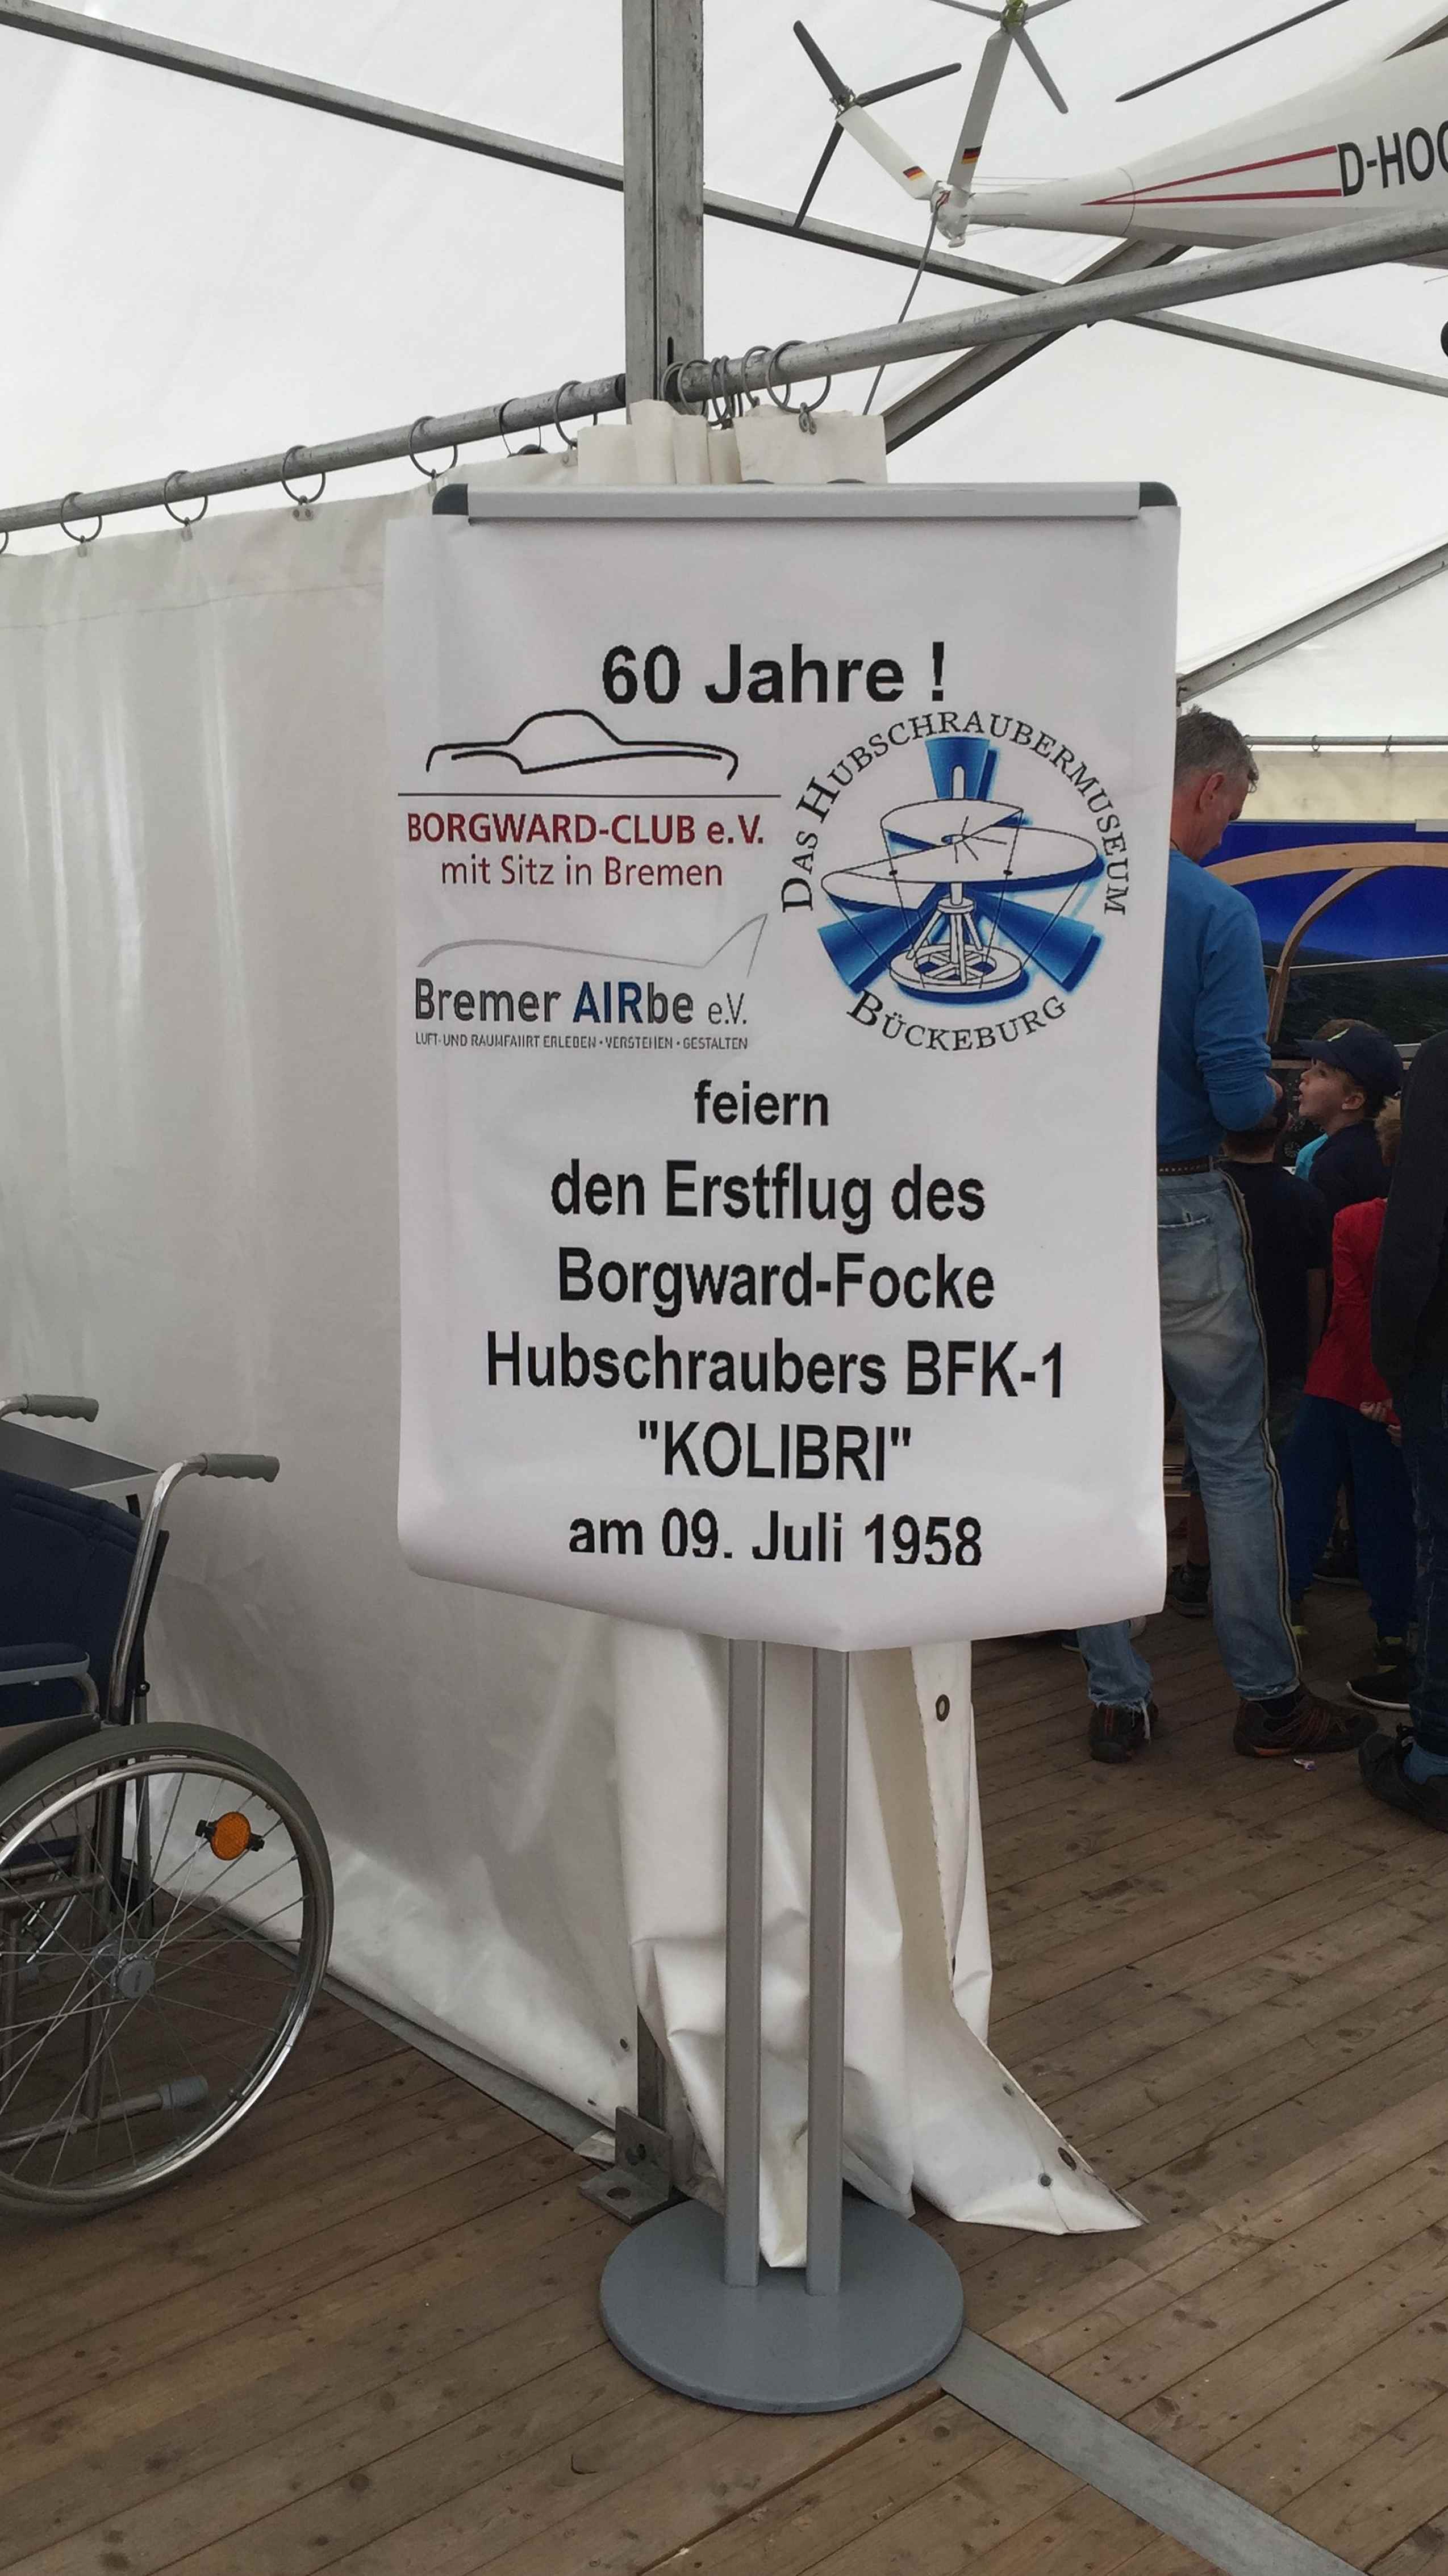 D-HO
60 Jahre !
BORGWARD-CLUB e.V.
mit Sitz in Bremen
DAS HUBSCHRAUBERMUSEUM
BÜCKEBURG
Bremer AIRbe e.V.
LUFT- UND RAUMFAHRT ERLEBEN • VERSTEHEN • GESTALTEN
feiern
den Erstflug des
Borgward-Focke
Hubschraubers BFK-1
"KOLIBRI"
am 09. Juli 1958